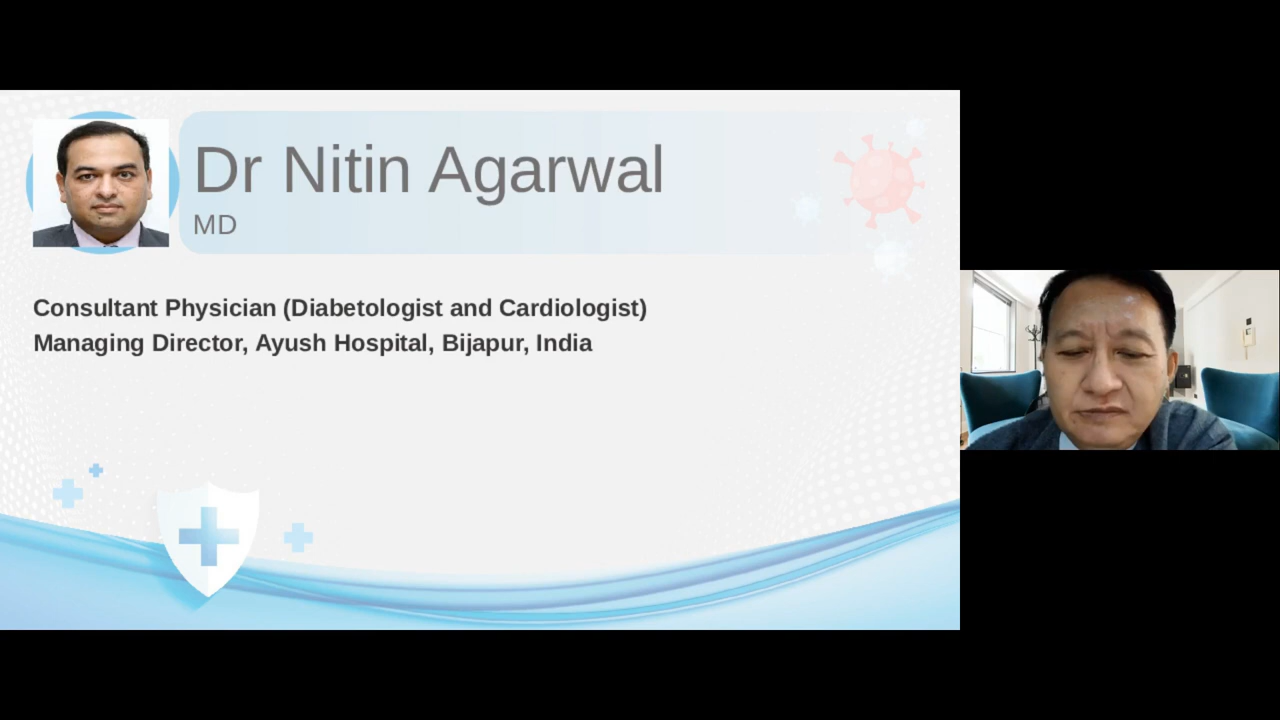 Dr Nitin Agarwal
MD
Consultant Physician (Diabetologist and Cardiologist)
Managing Director, Ayush Hospital, Bijapur, India